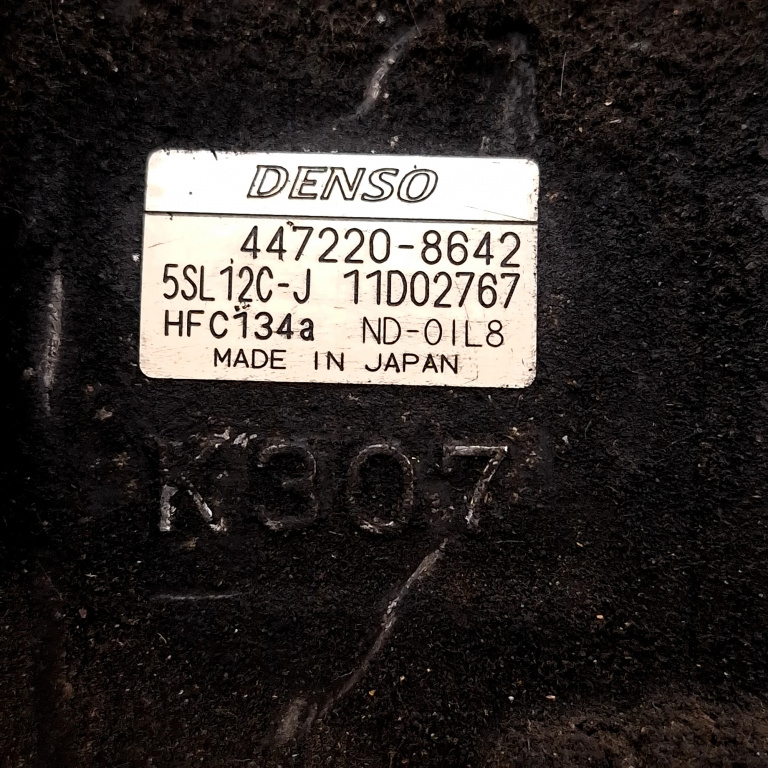 DENSO
447220-8642
5SL12C-J 11D02767
HFC134a ND-OIL8
MADE IN JAPAN
K307